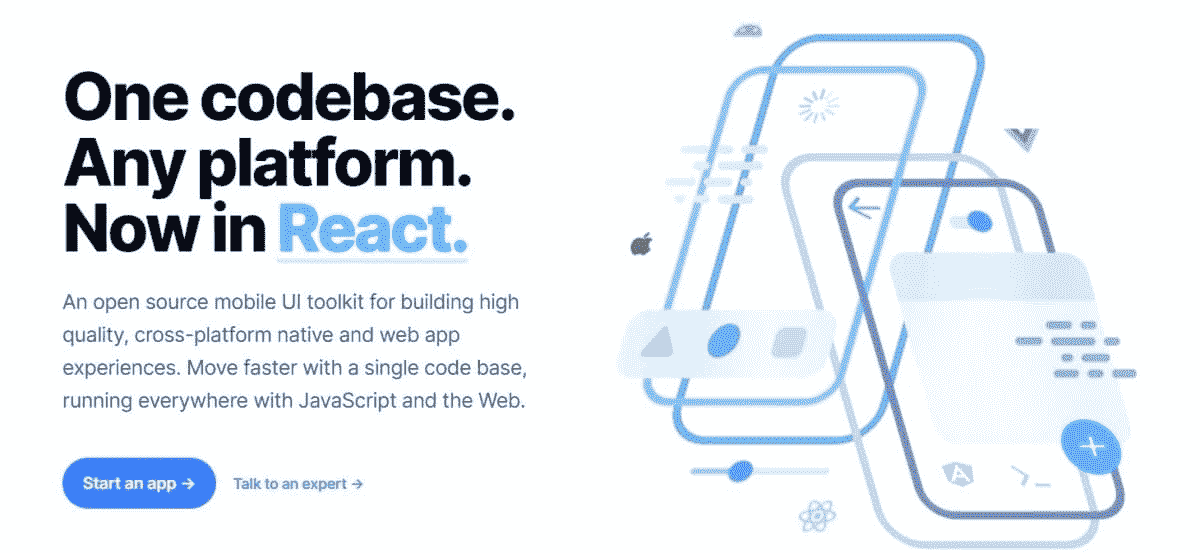 One codebase.
Any platform.
Now in React.
An open source mobile UI toolkit for building high
quality, cross-platform native and web app
experiences. Move faster with a single code base,
running everywhere with JavaScript and the Web.
Start an app →
Talk to an expert →